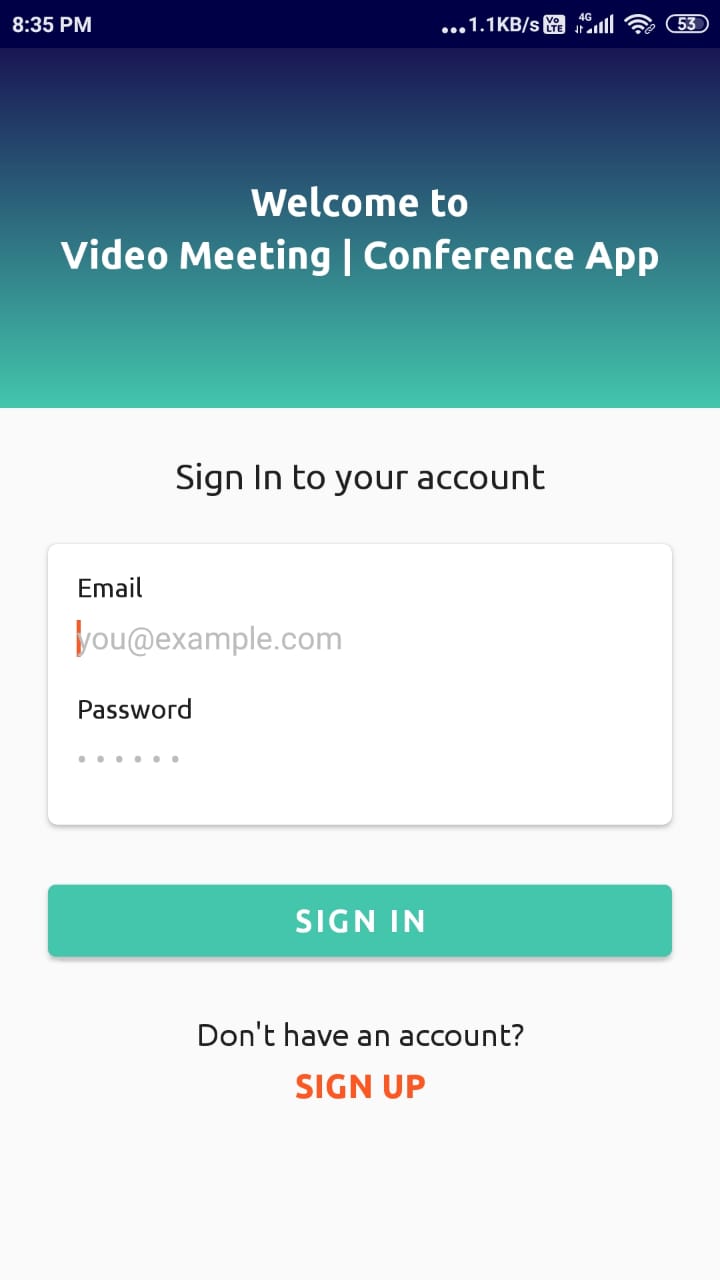 8:35 PM ...1.1KB/s Vo LTE 4G 53
Welcome to
Video Meeting | Conference App
Sign In to your account
Email
you@example.com
Password
••••••
SIGN IN
Don't have an account?
SIGN UP